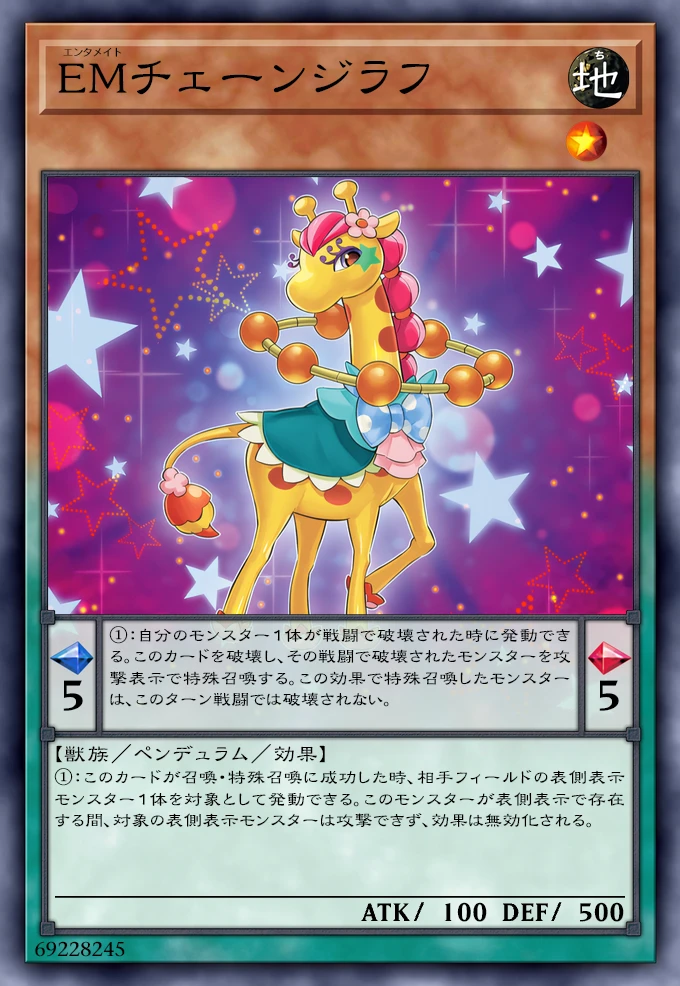 エンタメイト
EMチェーンジラフ
ち
地
①：自分のモンスター１体が戦闘で破壊された時に発動でき
る。このカードを破壊し、その戦闘で破壊されたモンスターを攻
撃表示で特殊召喚する。この効果で特殊召喚したモンスター
は、このターン戦闘では破壊されない。
5
5
【獣族／ペンデュラム／効果】
①：このカードが召喚・特殊召喚に成功した時、相手フィールドの表側表示
モンスター１体を対象として発動できる。このモンスターが表側表示で存在
する間、対象の表側表示モンスターは攻撃できず、効果は無効化される。
ATK/ 100 DEF/ 500
69228245